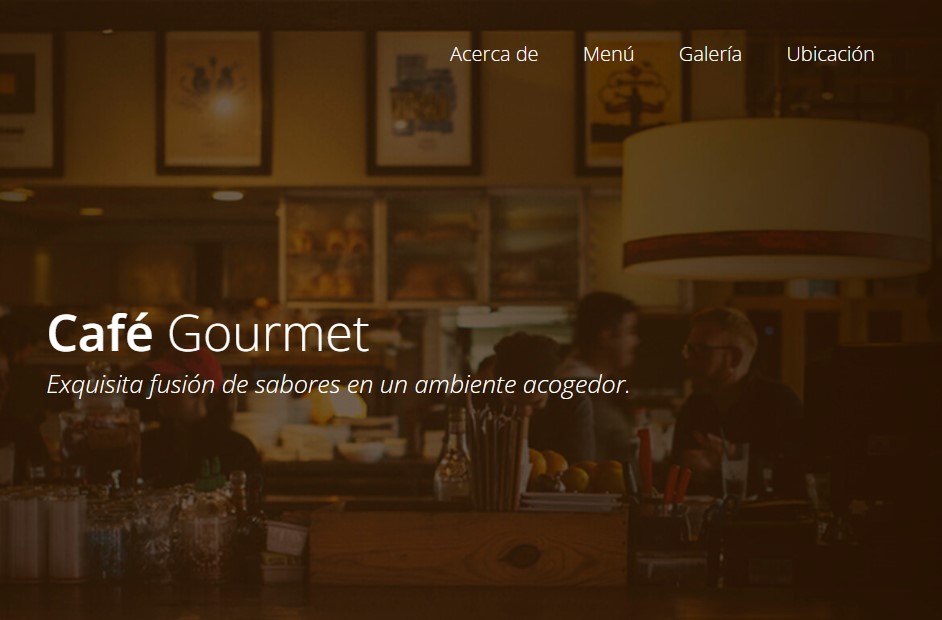 Acerca de Menú Galería Ubicación
Café Gourmet
Exquisita fusión de sabores en un ambiente acogedor.